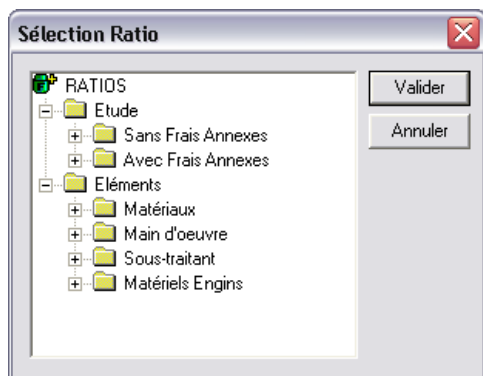 Sélection Ratio
RATIOS
Etude
Sans Frais Annexes
Avec Frais Annexes
Eléments
Matériaux
Main d'oeuvre
Sous-traitant
Matériels Engins
Valider
Annuler